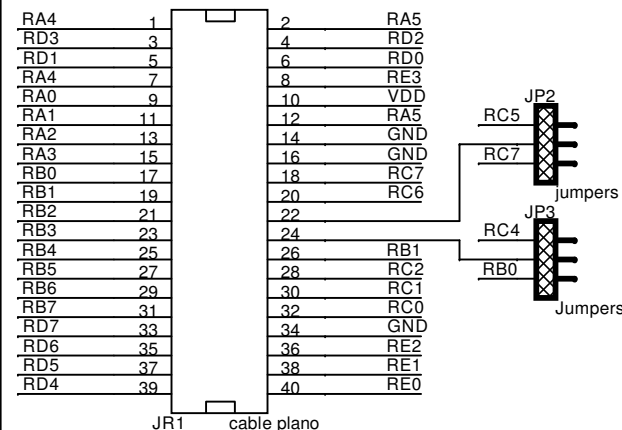 RA4 1 2 RA5
RD3 3 4 RD2
RD1 5 6 RD0
RA4 7 8 RE3
RA0 9 10 VDD
RA1 11 12 RA5
RA2 13 14 GND
RA3 15 16 GND
RB0 17 18 RC7
RB1 19 20 RC6
RB2 21 22
RB3 23 24
RB4 25 26 RB1
RB5 27 28 RC2
RB6 29 30 RC1
RB7 31 32 RC0
RD7 33 34 GND
RD6 35 36 RE2
RD5 37 38 RE1
RD4 39 40 RE0
JR1 cable plano
JP2
RC5
RC7
jumpers
JP3
RC4
RB0
Jumpers